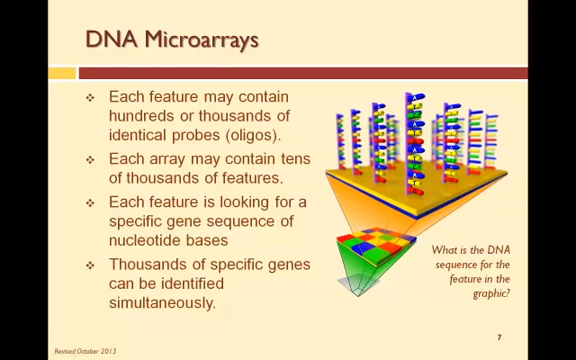 DNA Microarrays
Each feature may contain
hundreds or thousands of
identical probes (oligos).
Each array may contain tens
of thousands of features.
Each feature is looking for a
specific gene sequence of
nucleotide bases
Thousands of specific genes
can be identified
simultaneously.
What is the DNA
sequence for the
feature in the
graphic?
7
Revised October 2013